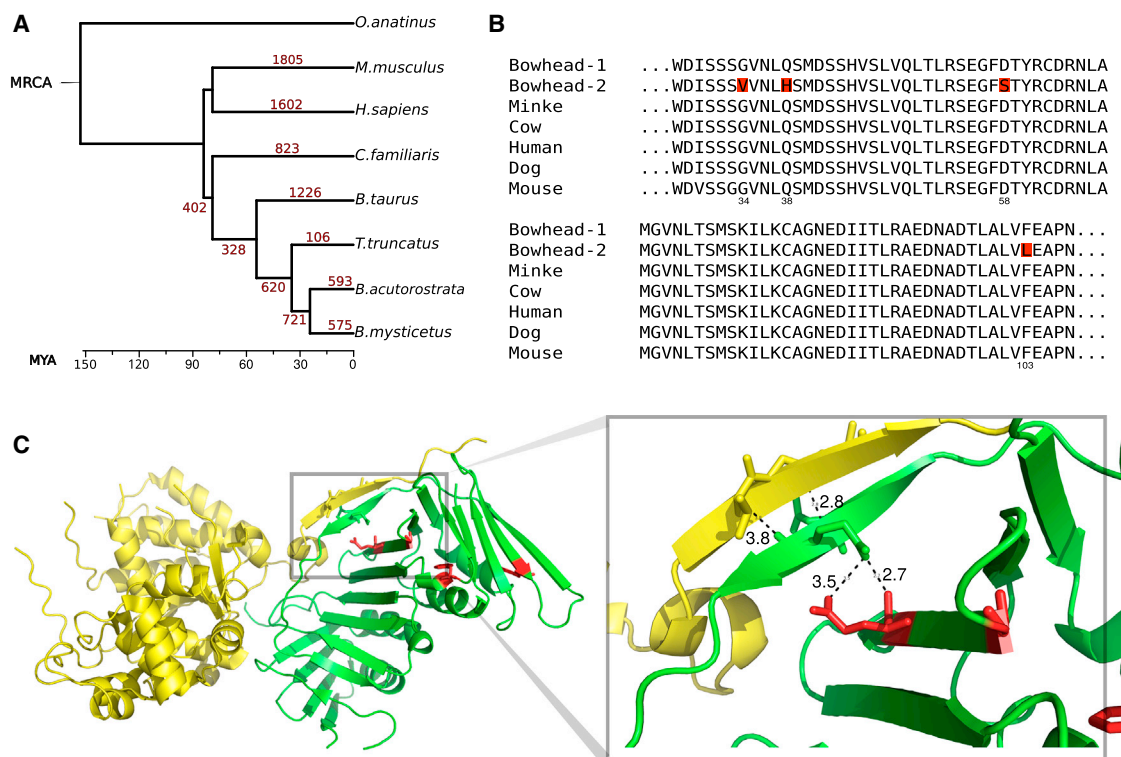 A
O.anatinus
M.musculus
1805
MRCA
1602
H.sapiens
823
C.familiaris
1226
B.taurus
402
106
T.truncatus
328
620
593
B.acutorostrata
721
575
B.mysticetus
MYA
150 120 90 60 30 0
B
Bowhead-1 ...WDISSSGVNLQSMDSSHVSLVQLTLRSEGFDTYRCDRNLA
Bowhead-2 ...WDISSSVVNLHSMDSSHVSLVQLTLRSEGFSTYRCDRNLA
Minke ...WDISSSGVNLQSMDSSHVSLVQLTLRSEGFDTYRCDRNLA
Cow ...WDISSSGVNLQSMDSSHVSLVQLTLRSEGFDTYRCDRNLA
Human ...WDISSSGVNLQSMDSSHVSLVQLTLRSEGFDTYRCDRNLA
Dog ...WDISSSGVNLQSMDSSHVSLVQLTLRSEGFDTYRCDRNLA
Mouse ...WDVSSGGVNLQSMDSSHVSLVQLTLRSEGFDTYRCDRNLA
34 38 58
Bowhead-1 MGVNLTSMSKILKCAGNEDIITLRAEDNADTLALVFEAPN...
Bowhead-2 MGVNLTSMSKILKCAGNEDIITLRAEDNADTLALVLEAPN...
Minke MGVNLTSMSKILKCAGNEDIITLRAEDNADTLALVFEAPN...
Cow MGVNLTSMSKILKCAGNEDIITLRAEDNADTLALVFEAPN...
Human MGVNLTSMSKILKCAGNEDIITLRAEDNADTLALVFEAPN...
Dog MGVNLTSMSKILKCAGNEDIITLRAEDNADTLALVFEAPN...
Mouse MGVNLTSMSKILKCAGNEDIITLRAEDNADTLALVFEAPN...
103
C
2.8
3.8
3.5
2.7